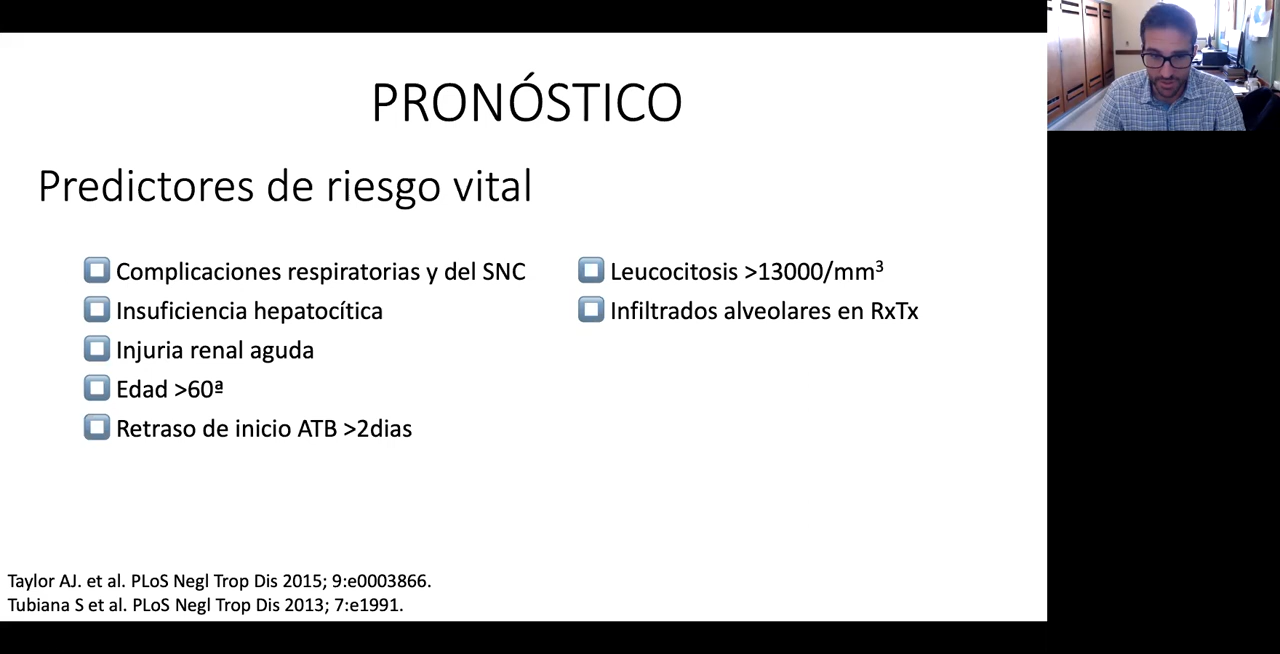 PRONÓSTICO
Predictores de riesgo vital
Complicaciones respiratorias y del SNC
Insuficiencia hepatocítica
Injuria renal aguda
Edad >60ª
Retraso de inicio ATB >2dias
Leucocitosis >13000/mm³
Infiltrados alveolares en RxTx
Taylor AJ. et al. PLoS Negl Trop Dis 2015; 9:e0003866.
Tubiana S et al. PLoS Negl Trop Dis 2013; 7:e1991.